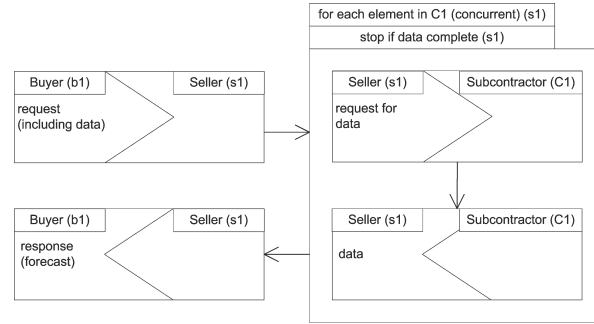 for each element in C1 (concurrent) (s1)
stop if data complete (s1)
Buyer (b1)
Seller (s1)
request
(including data)
Seller (s1)
Subcontractor (C1)
request for
data
Buyer (b1)
Seller (s1)
response
(forecast)
Seller (s1)
Subcontractor (C1)
data